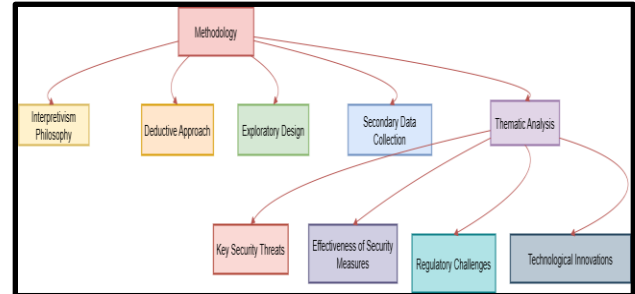 Methodology
Interpretivism
Philosophy
Deductive Approach
Exploratory Design
Secondary Data
Collection
Thematic Analysis
Key Security Threats
Effectiveness of Security
Measures
Regulatory Challenges
Technological Innovations